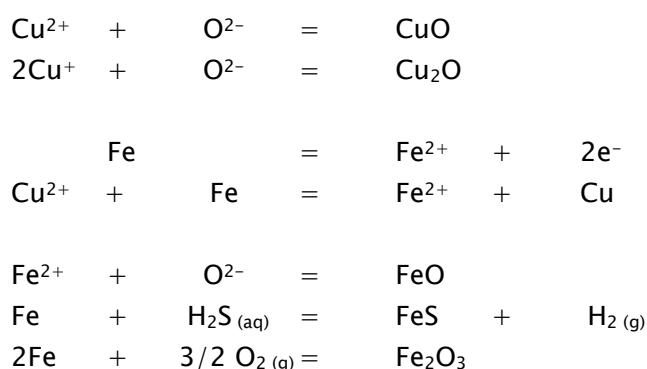 Cu²⁺ + O²⁻ = CuO
2Cu⁺ + O²⁻ = Cu₂O
Fe = Fe²⁺ + 2e⁻
Cu²⁺ + Fe = Fe²⁺ + Cu
Fe²⁺ + O²⁻ = FeO
Fe + H₂S (aq) = FeS + H₂ (g)
2Fe + 3/2 O₂ (g) = Fe₂O₃